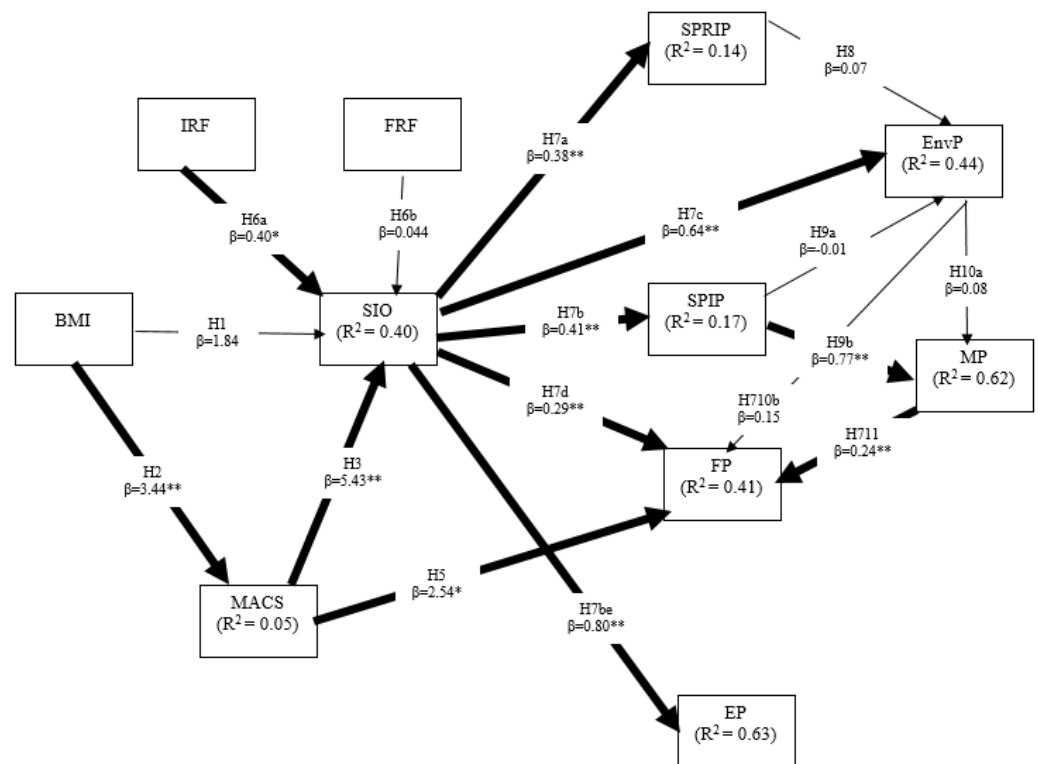 SPRIP
(R² = 0.14)
H8
β=0.07
IRF
FRF
EnvP
(R² = 0.44)
H7a
β=0.38**
H6a
β=0.40*
H6b
β=0.044
H7c
β=0.64**
H9a
β=-0.01
H10a
β=0.08
BMI
H1
β=1.84
SIO
(R² = 0.40)
H7b
β=0.41**
SPIP
(R² = 0.17)
H9b
β=0.77**
MP
(R² = 0.62)
H7d
β=0.29**
H710b
β=0.15
H711
β=0.24**
H2
β=3.44**
H3
β=5.43**
FP
(R² = 0.41)
H5
β=2.54*
MACS
(R² = 0.05)
H7be
β=0.80**
EP
(R² = 0.63)